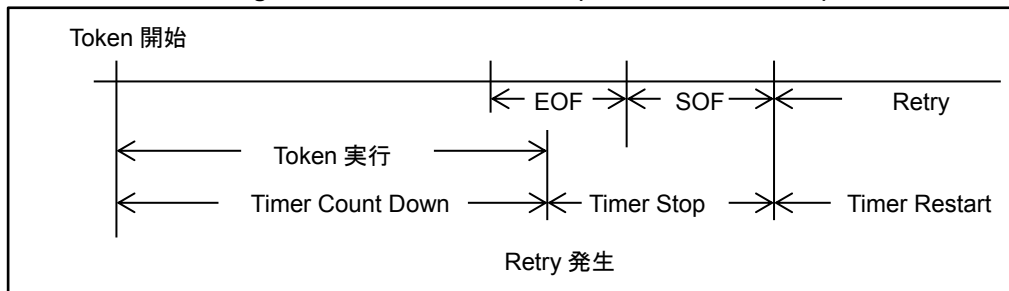 Token 開始
EOF SOF Retry
Token 実行
Timer Count Down Timer Stop Timer Restart
Retry 発生